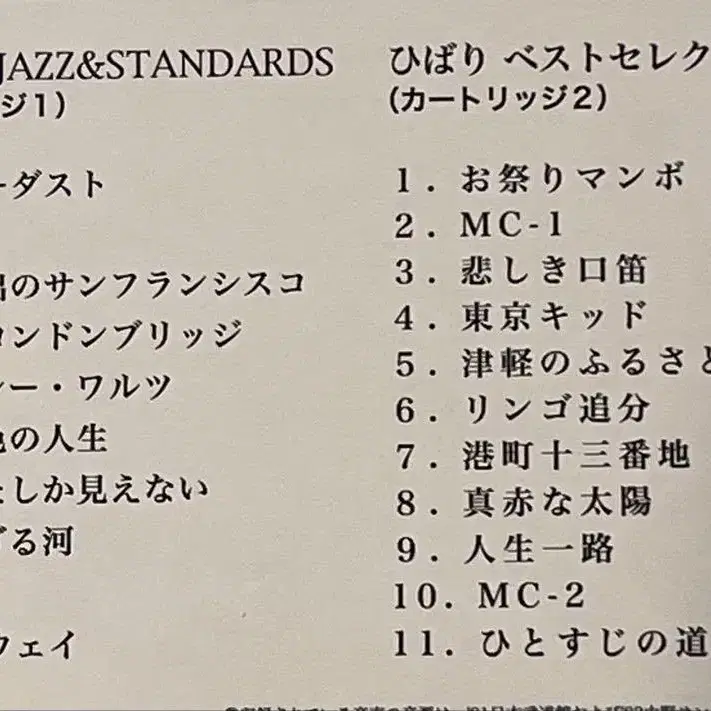 JAZZ&STANDARDS
ジ1)
ーダスト
出のサンフランシスコ
ロンドンブリッジ
シー・ワルツ
色の人生
としか見えない
ざる河
ウェイ
ひばり ベストセレク
(カートリッジ2)
1. お祭りマンボ
2. MC-1
3. 悲しき口笛
4. 東京キッド
5. 津軽のふるさと
6. リンゴ追分
7. 港町十三番地
8. 真赤な太陽
9. 人生一路
10. MC-2
11. ひとすじの道